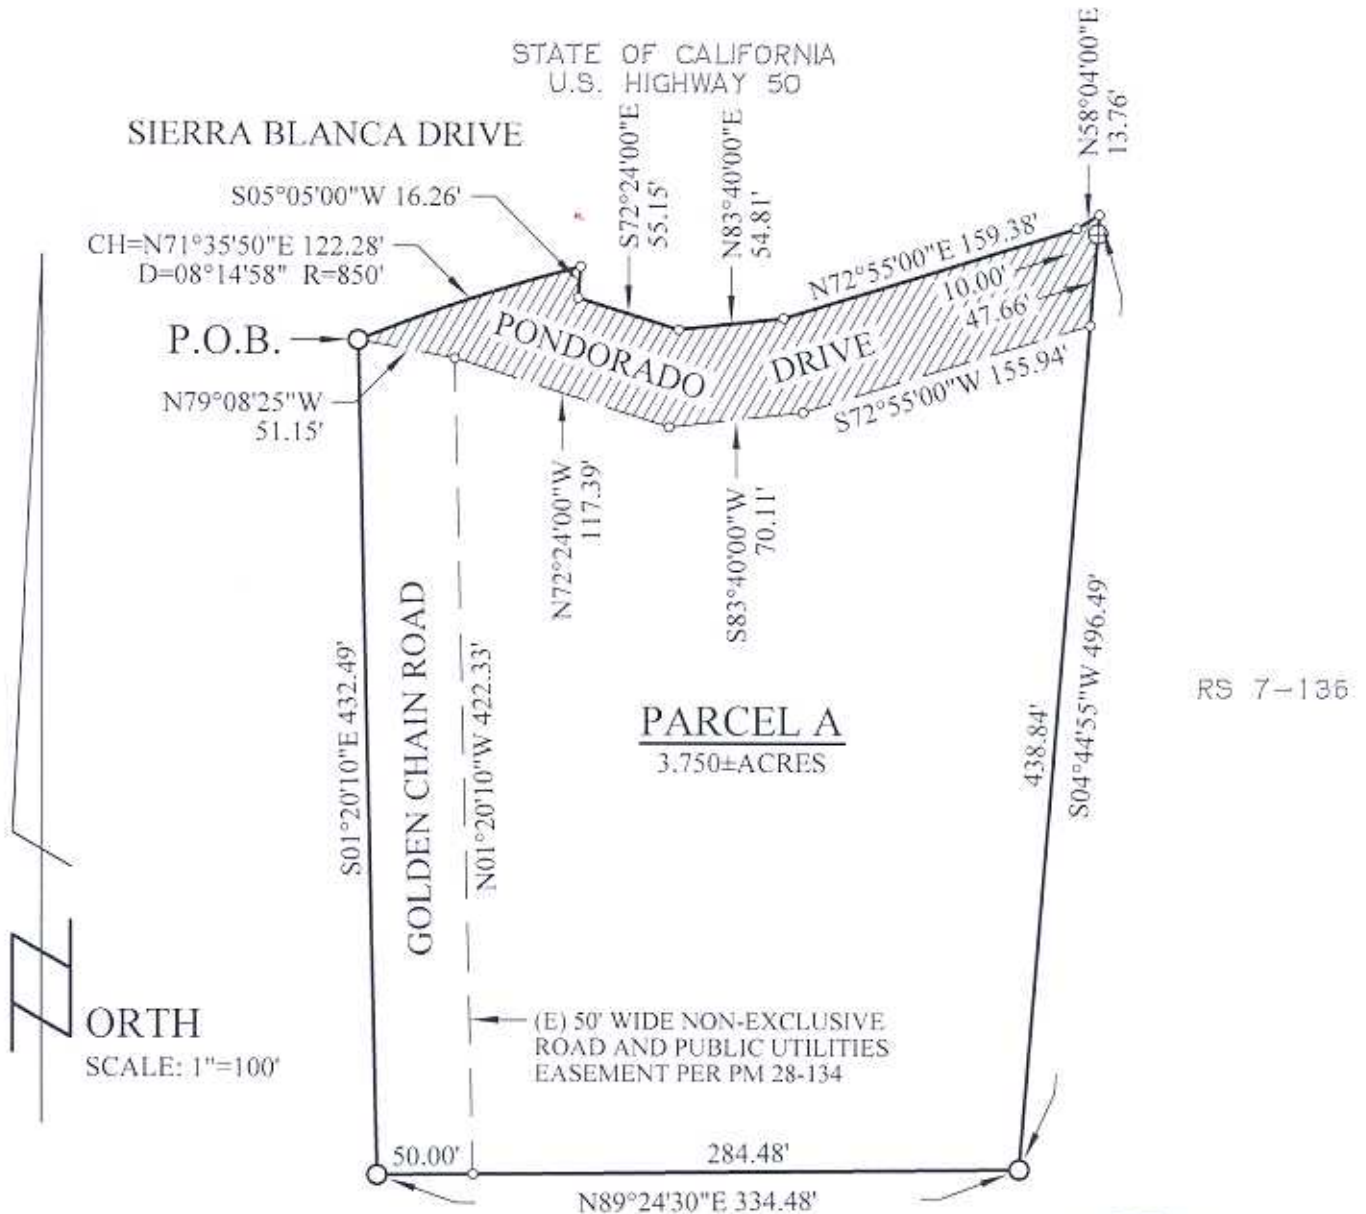 STATE OF CALIFORNIA
U.S. HIGHWAY 50
SIERRA BLANCA DRIVE
S05°05'00"W 16.26'
CH=N71°35'50"E 122.28'
D=08°14'58" R=850'
P.O.B.
N79°08'25"W
51.15'
S72°24'00"E
55.15'
N83°40'00"E
54.81'
N58°04'00"E
13.76'
N72°55'00"E 159.38'
10.00'
47.66'
PONDORADO DRIVE
S72°55'00"W 155.94'
N72°24'00"W
117.39'
S83°40'00"W
70.11'
S01°20'10"E 432.49'
GOLDEN CHAIN ROAD
N01°20'10"W 422.33'
PARCEL A
3.750±ACRES
438.84'
S04°44'55"W 496.49'
RS 7-136
NORTH
SCALE: 1"=100'
(E) 50' WIDE NON-EXCLUSIVE
ROAD AND PUBLIC UTILITIES
EASEMENT PER PM 28-134
50.00'
284.48'
N89°24'30"E 334.48'